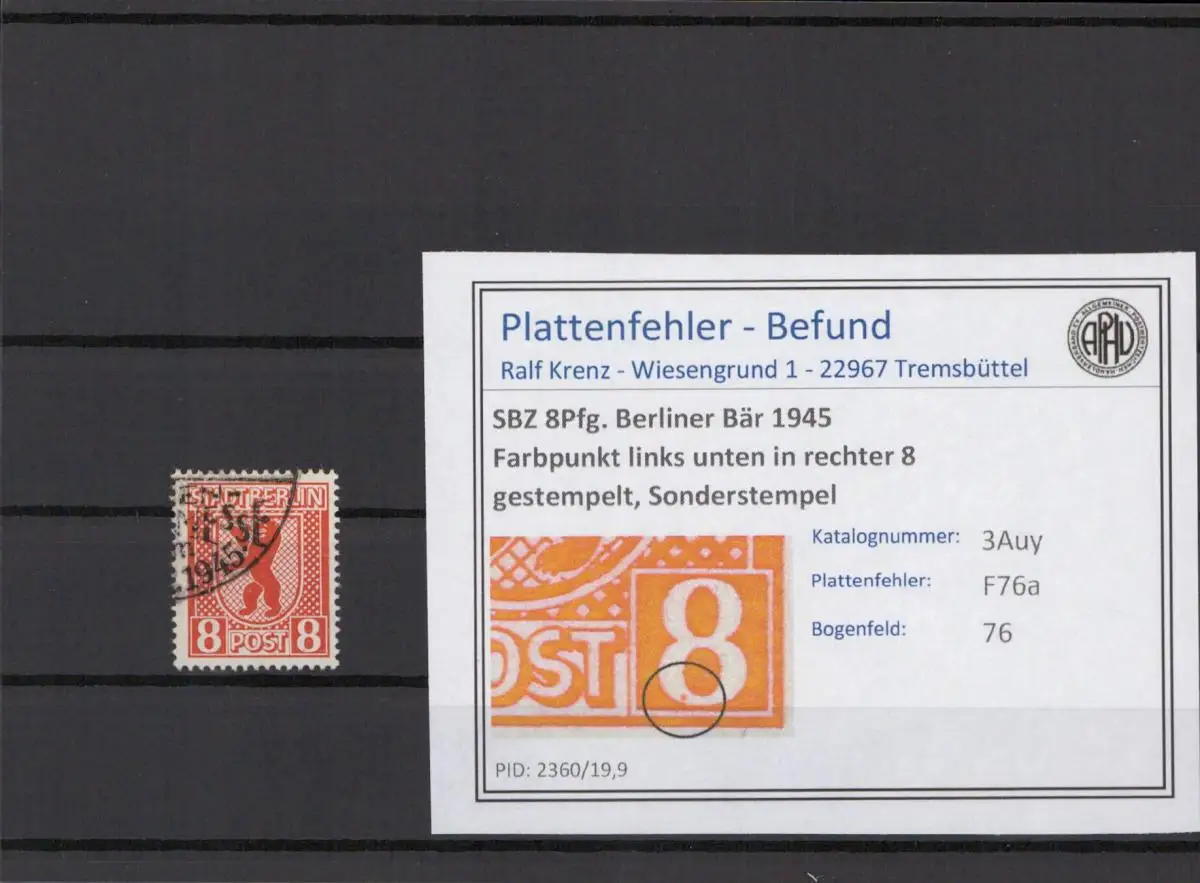 STADT BERLIN
1945
8 POST 8
Plattenfehler - Befund
Ralf Krenz - Wiesengrund 1 - 22967 Tremsbüttel
APHV
SBZ 8Pfg. Berliner Bär 1945
Farbpunkt links unten in rechter 8
gestempelt, Sonderstempel
OST 8
Katalognummer: 3Auy
Plattenfehler: F76a
Bogenfeld: 76
PID: 2360/19,9